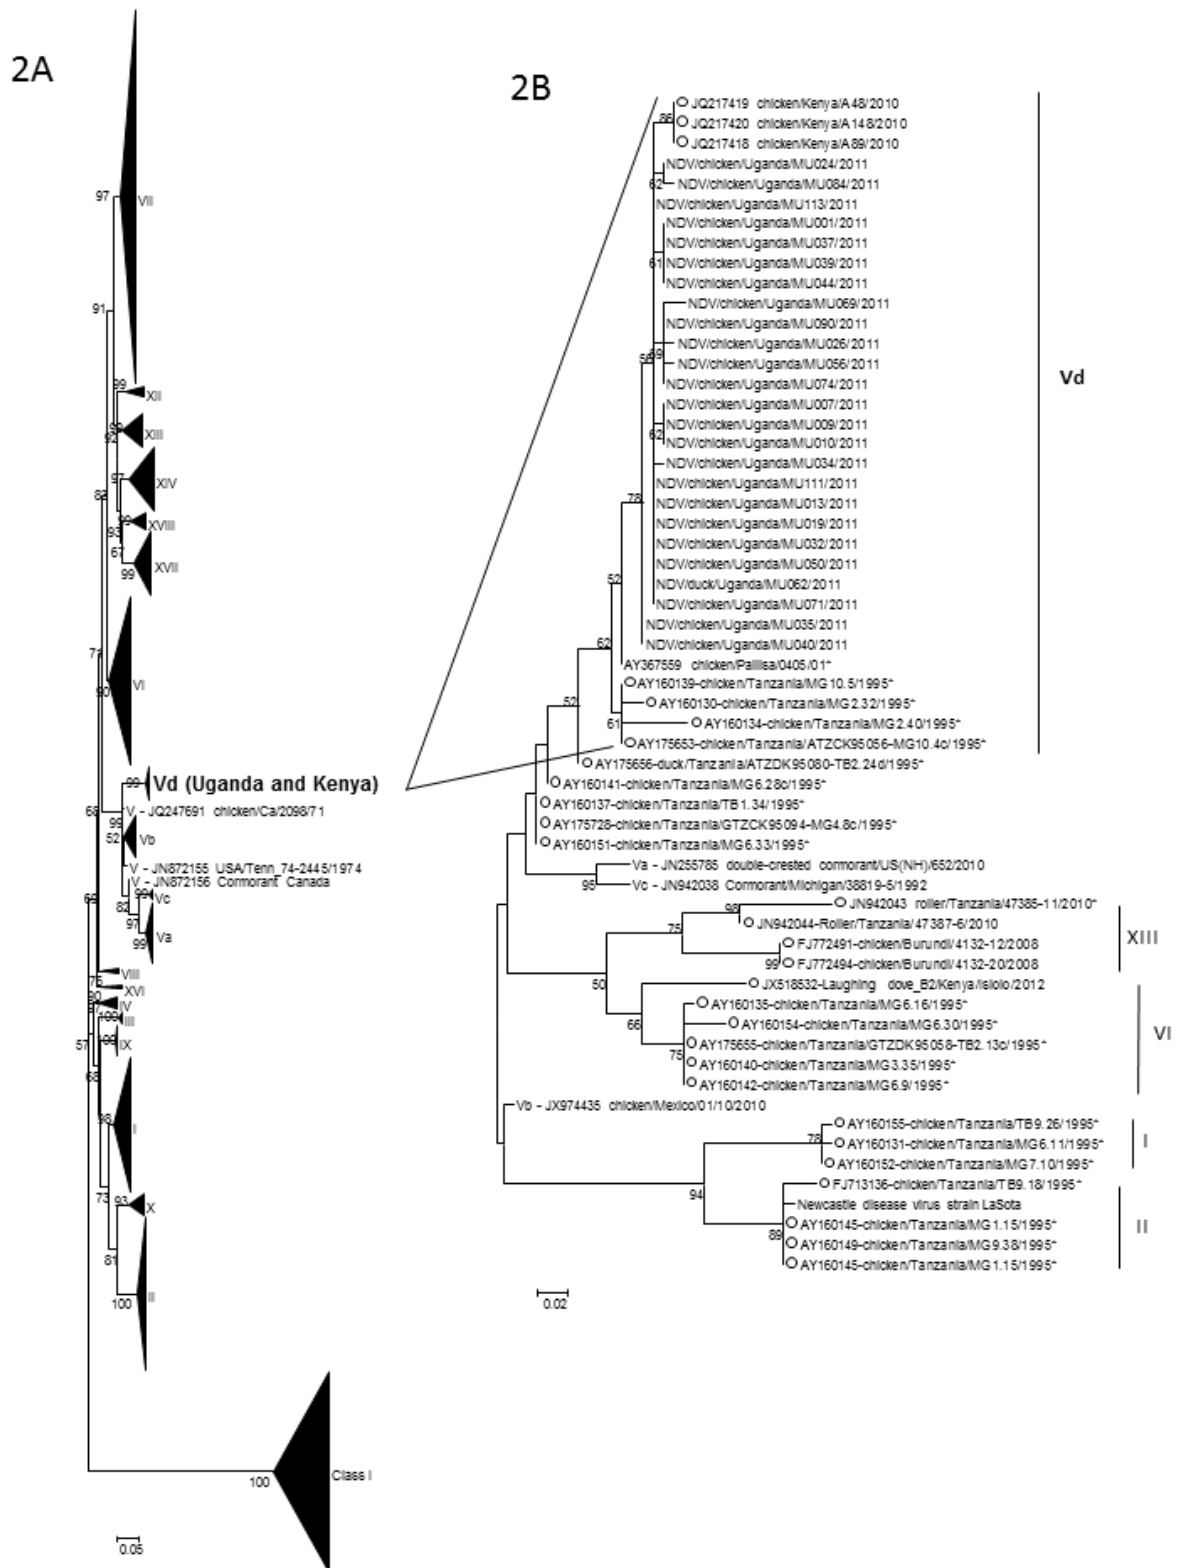 2A
97
VII
91
99
XII
XIII
92
97
XIV
83
99
XVIII
93
67
XVII
99
71
VI
90
99
Vd (Uganda and Kenya)
68
V - JQ247691 chicken/Ca/2098/71
99
52
Vb
V - JN872155 USA/Tenn_74-2445/1974
V - JN872156 Cormorant Canada
99
Vc
82
97
Va
99
69
VIII
75
XVI
90
IV
100
III
57
100
IX
68
98
I
73
93
X
81
II
100
100
Class I
0.05
2B
86
JQ217419 chicken/Kenya/A48/2010
JQ217420 chicken/Kenya/A148/2010
JQ217418 chicken/Kenya/A89/2010
NDV/chicken/Uganda/MU024/2011
62
NDV/chicken/Uganda/MU084/2011
NDV/chicken/Uganda/MU113/2011
NDV/chicken/Uganda/MU001/2011
NDV/chicken/Uganda/MU037/2011
61
NDV/chicken/Uganda/MU039/2011
NDV/chicken/Uganda/MU044/2011
NDV/chicken/Uganda/MU069/2011
NDV/chicken/Uganda/MU090/2011
NDV/chicken/Uganda/MU026/2011
56
59
NDV/chicken/Uganda/MU056/2011
NDV/chicken/Uganda/MU074/2011
Vd
NDV/chicken/Uganda/MU007/2011
NDV/chicken/Uganda/MU009/2011
62
NDV/chicken/Uganda/MU010/2011
NDV/chicken/Uganda/MU034/2011
NDV/chicken/Uganda/MU111/2011
78
NDV/chicken/Uganda/MU013/2011
NDV/chicken/Uganda/MU019/2011
NDV/chicken/Uganda/MU032/2011
NDV/chicken/Uganda/MU050/2011
52
NDV/duck/Uganda/MU062/2011
NDV/chicken/Uganda/MU071/2011
NDV/chicken/Uganda/MU035/2011
62
NDV/chicken/Uganda/MU040/2011
AY367559 chicken/Pallisa/0405/01*
AY160139-chicken/Tanzania/MG10.5/1995*
52
AY160130-chicken/Tanzania/MG2.32/1995*
61
AY160134-chicken/Tanzania/MG2.40/1995*
AY175653-chicken/Tanzania/ATZCK95056-MG10.4c/1995*
AY175656-duck/Tanzania/ATZDK95080-TB2.24d/1995*
AY160141-chicken/Tanzania/MG6.28c/1995*
AY160137-chicken/Tanzania/TB1.34/1995*
AY175728-chicken/Tanzania/GTZCK95094-MG4.8c/1995*
AY160151-chicken/Tanzania/MG6.33/1995*
Va - JN255785 double-crested cormorant/US(NH)/652/2010
95
Vc - JN942038 Cormorant/Michigan/38819-5/1992
98
JN942043 roller/Tanzania/47385-11/2010*
75
JN942044-Roller/Tanzania/47387-6/2010
XIII
FJ772491-chicken/Burundi/4132-12/2008
99
FJ772494-chicken/Burundi/4132-20/2008
50
JX518532-Laughing dove_B2/Kenya/Isiolo/2012
AY160135-chicken/Tanzania/MG6.16/1995*
66
AY160154-chicken/Tanzania/MG6.30/1995*
VI
75
AY175655-chicken/Tanzania/GTZDK95058-TB2.13c/1995*
AY160140-chicken/Tanzania/MG3.35/1995*
AY160142-chicken/Tanzania/MG6.9/1995*
Vb - JX974435 chicken/Mexico/01/10/2010
AY160155-chicken/Tanzania/TB9.26/1995*
78
AY160131-chicken/Tanzania/MG6.11/1995*
I
AY160152-chicken/Tanzania/MG7.10/1995*
94
FJ713136-chicken/Tanzania/TB9.18/1995*
Newcastle disease virus strain LaSota
89
AY160145-chicken/Tanzania/MG1.15/1995*
II
AY160149-chicken/Tanzania/MG9.38/1995*
AY160145-chicken/Tanzania/MG1.15/1995*
0.02